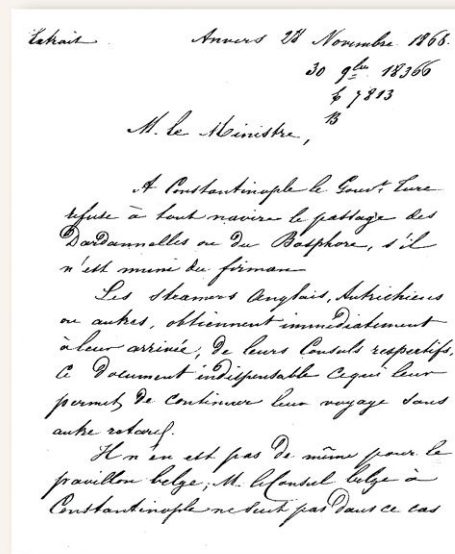 Extrait. Anvers 28 Novembre 1868.
30 9bre 18366
7813
B
M. le Ministre,
A Constantinople le Gouvt. Turc
refuse à tout navire le passage des
Dardannelles ou du Bosphore, s'il
n'est muni du firman
Les steamers Anglais, Autrichiens
ou autres, obtiennent immédiatement
à leur arrivée, de leurs Consuls respectifs,
ce document indispensable ce qui leur
permet de continuer leur voyage sans
autre retard.
Il n'en est pas de même pour le
pavillon belge; M. le Consul belge à
Constantinople ne peut pas dans ce cas